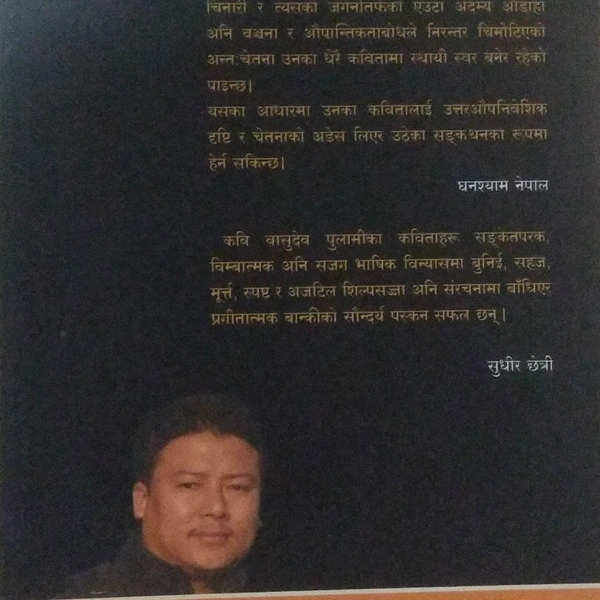 चिनारी र त्यसको जगेर्नातर्फको एउटा अदम्य
अनि वञ्चना र औपान्तिकताबोधले निरन्तर चिमोटिएको
अन्त:चेतना उनका धेरै कवितामा स्थायी स्वर बनेर रहेको
पाइन्छ।
यसका आधारमा उनका कवितालाई उत्तरऔपनिवेशिक
दृष्टि र चेतनाको अडेस लिएर उठेका सङ्कथनका रूपमा
हेर्न सकिन्छ।
घनश्याम नेपाल
कवि वासुदेव पुलामीका कविताहरू सङ्केतपरक,
विम्बात्मक अनि सजग भाषिक विन्यासमा बुनिई, सहज,
मूर्त्त, स्पष्ट र अजटिल शिल्पसज्जा अनि संरचनामा बाँधिएर
प्रगीतात्मक बान्कीको सौन्दर्य पस्कन सफल छन्।
सुधीर छेत्री